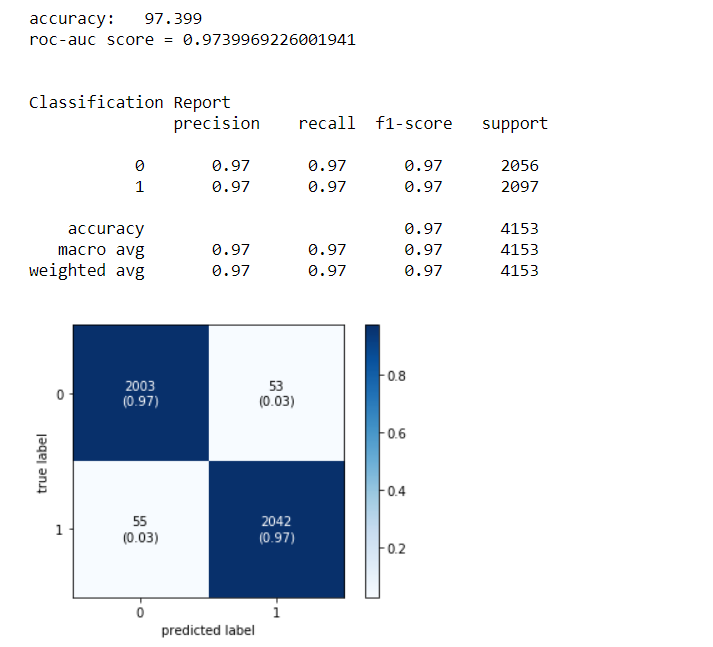 accuracy:   97.399
roc-auc score = 0.9739969226001941
Classification Report
precision    recall  f1-score   support
0       0.97      0.97      0.97      2056
1       0.97      0.97      0.97      2097
accuracy                           0.97      4153
macro avg       0.97      0.97      0.97      4153
weighted avg       0.97      0.97      0.97      4153
2003 53
(0.97) (0.03)
0
55 2042
(0.03) (0.97)
1
true label
0 1
predicted label
0.8
0.6
0.4
0.2